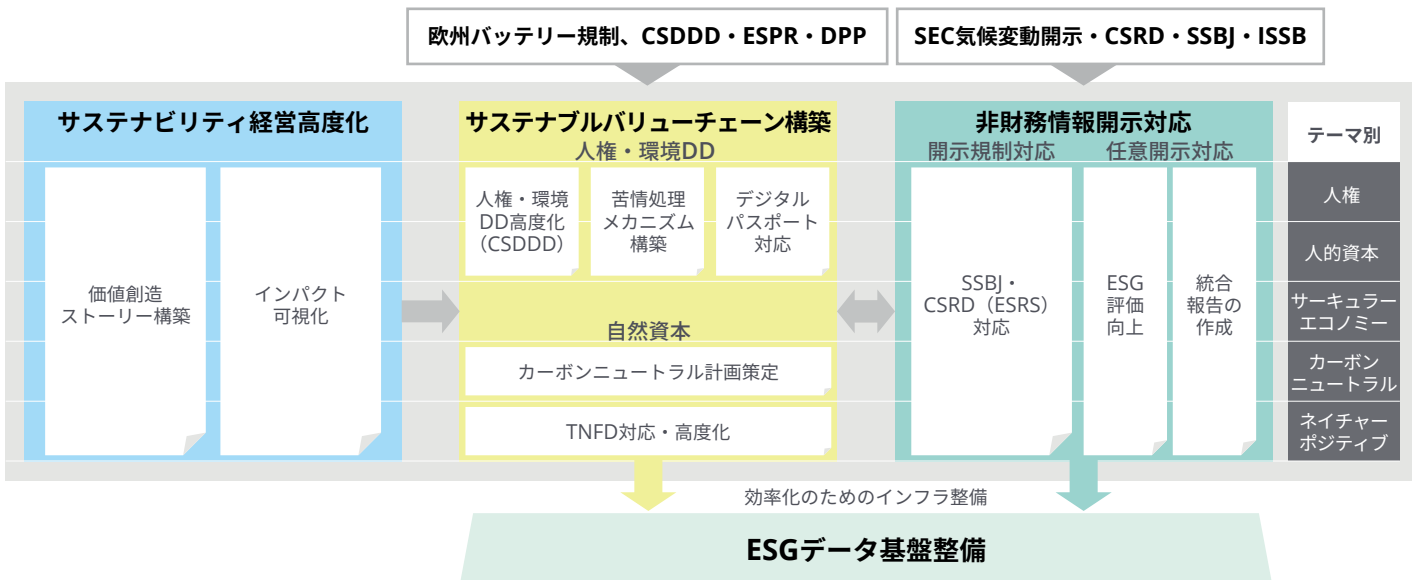 欧州バッテリー規制、CSDDD・ESPR・DPP
SEC気候変動開示・CSRD・SSBJ・ISSB
サステナビリティ経営高度化
価値創造
ストーリー構築
インパクト
可視化
サステナブルバリューチェーン構築
人権・環境DD
人権・環境
DD高度化
（CSDDD）
苦情処理
メカニズム
構築
デジタル
パスポート
対応
自然資本
カーボンニュートラル計画策定
TNFD対応・高度化
非財務情報開示対応
開示規制対応
任意開示対応
SSBJ・
CSRD（ESRS）
対応
ESG
評価
向上
統合
報告の
作成
テーマ別
人権
人的資本
サーキュラー
エコノミー
カーボン
ニュートラル
ネイチャー
ポジティブ
効率化のためのインフラ整備
ESGデータ基盤整備